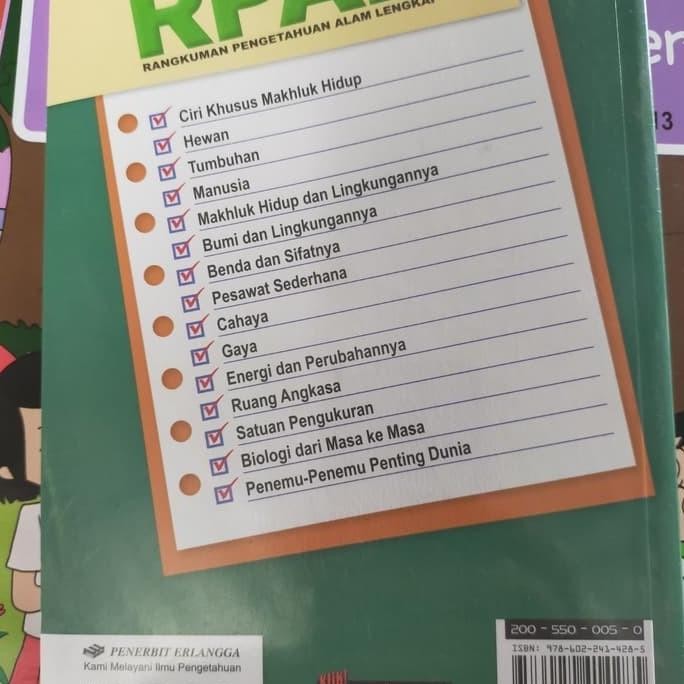 RPAL
RANGKUMAN PENGETAHUAN ALAM LENGKAP
Ciri Khusus Makhluk Hidup
Hewan
Tumbuhan
Manusia
Makhluk Hidup dan Lingkungannya
Bumi dan Lingkungannya
Benda dan Sifatnya
Pesawat Sederhana
Cahaya
Gaya
Energi dan Perubahannya
Ruang Angkasa
Satuan Pengukuran
Biologi dari Masa ke Masa
Penemu-Penemu Penting Dunia
er
13
PENERBIT ERLANGGA
Kami Melayani Ilmu Pengetahuan
200 - 550 - 005 - 0
ISBN: 978-602-241-428-5